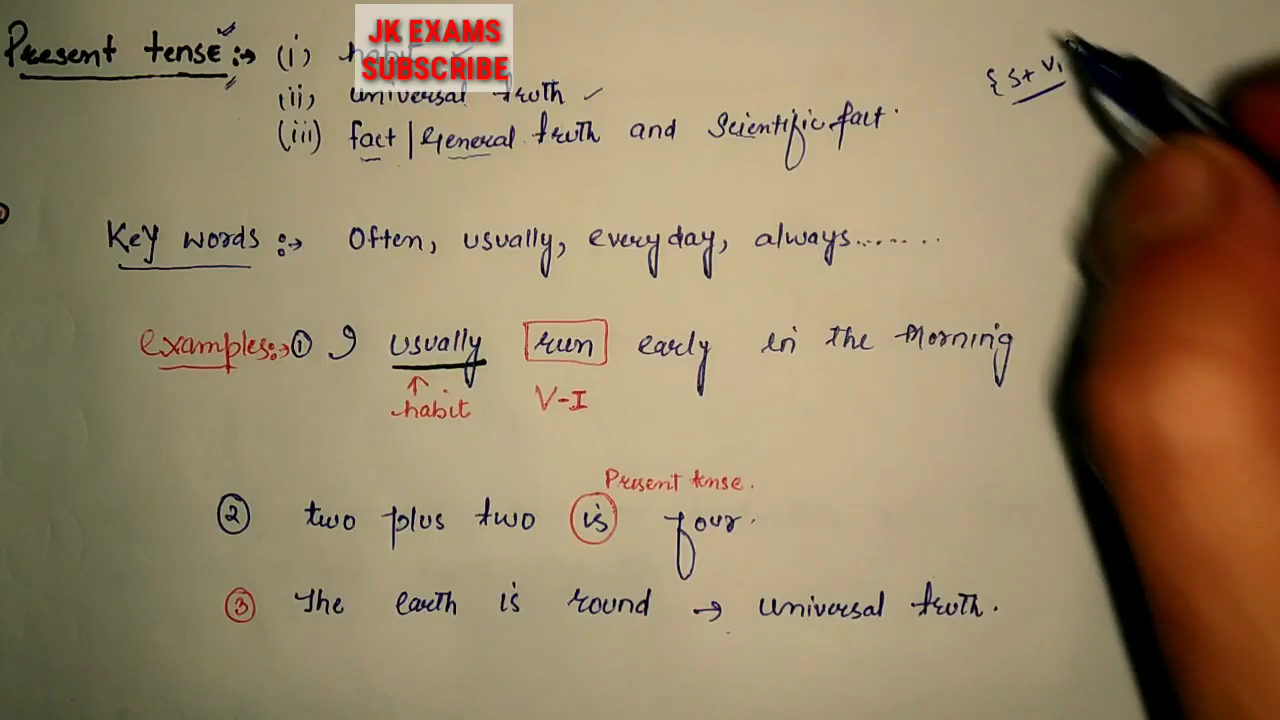 JK EXAMS
SUBSCRIBE
Present tense :→ (i) habit
(ii) universal truth ✓
(iii) fact | General truth and Scientific fact.
{ S+ V1
Key words :→ Often, usually, everyday, always.......
examples:→ ① I usually run early in the Morning
↑
habit V-I
Present tense.
② two plus two is four.
③ The earth is round → universal truth.